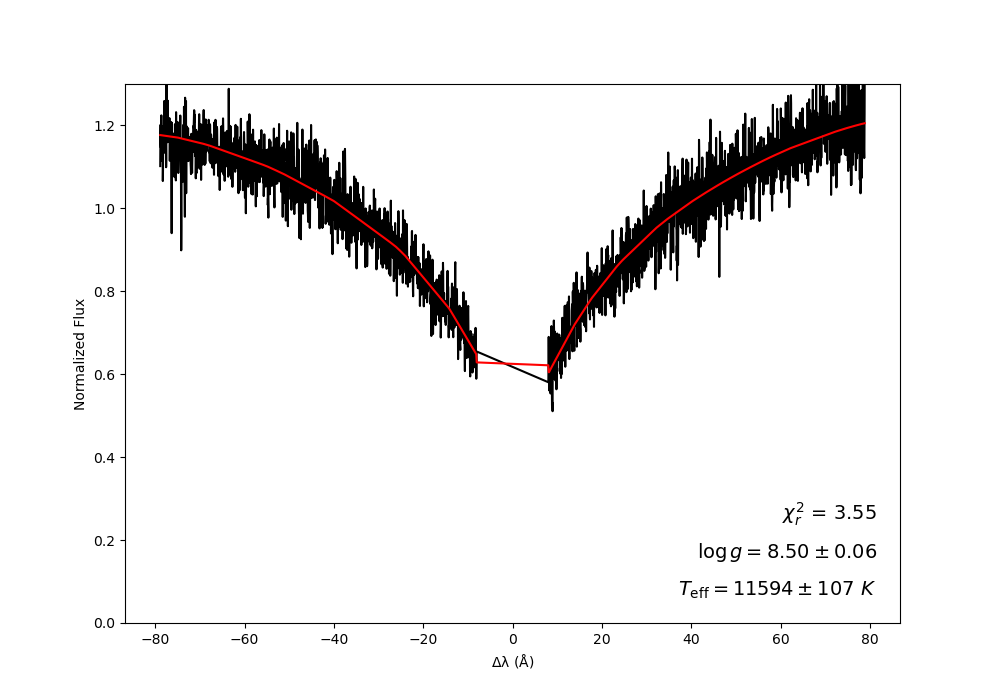 1.2
1.0
0.8
0.6
0.4
0.2
0.0
Normalized Flux
χ²ᵣ = 3.55
log g = 8.50 ± 0.06
T_eff = 11594 ± 107 K
−80 −60 −40 −20 0 20 40 60 80
Δλ (Å)